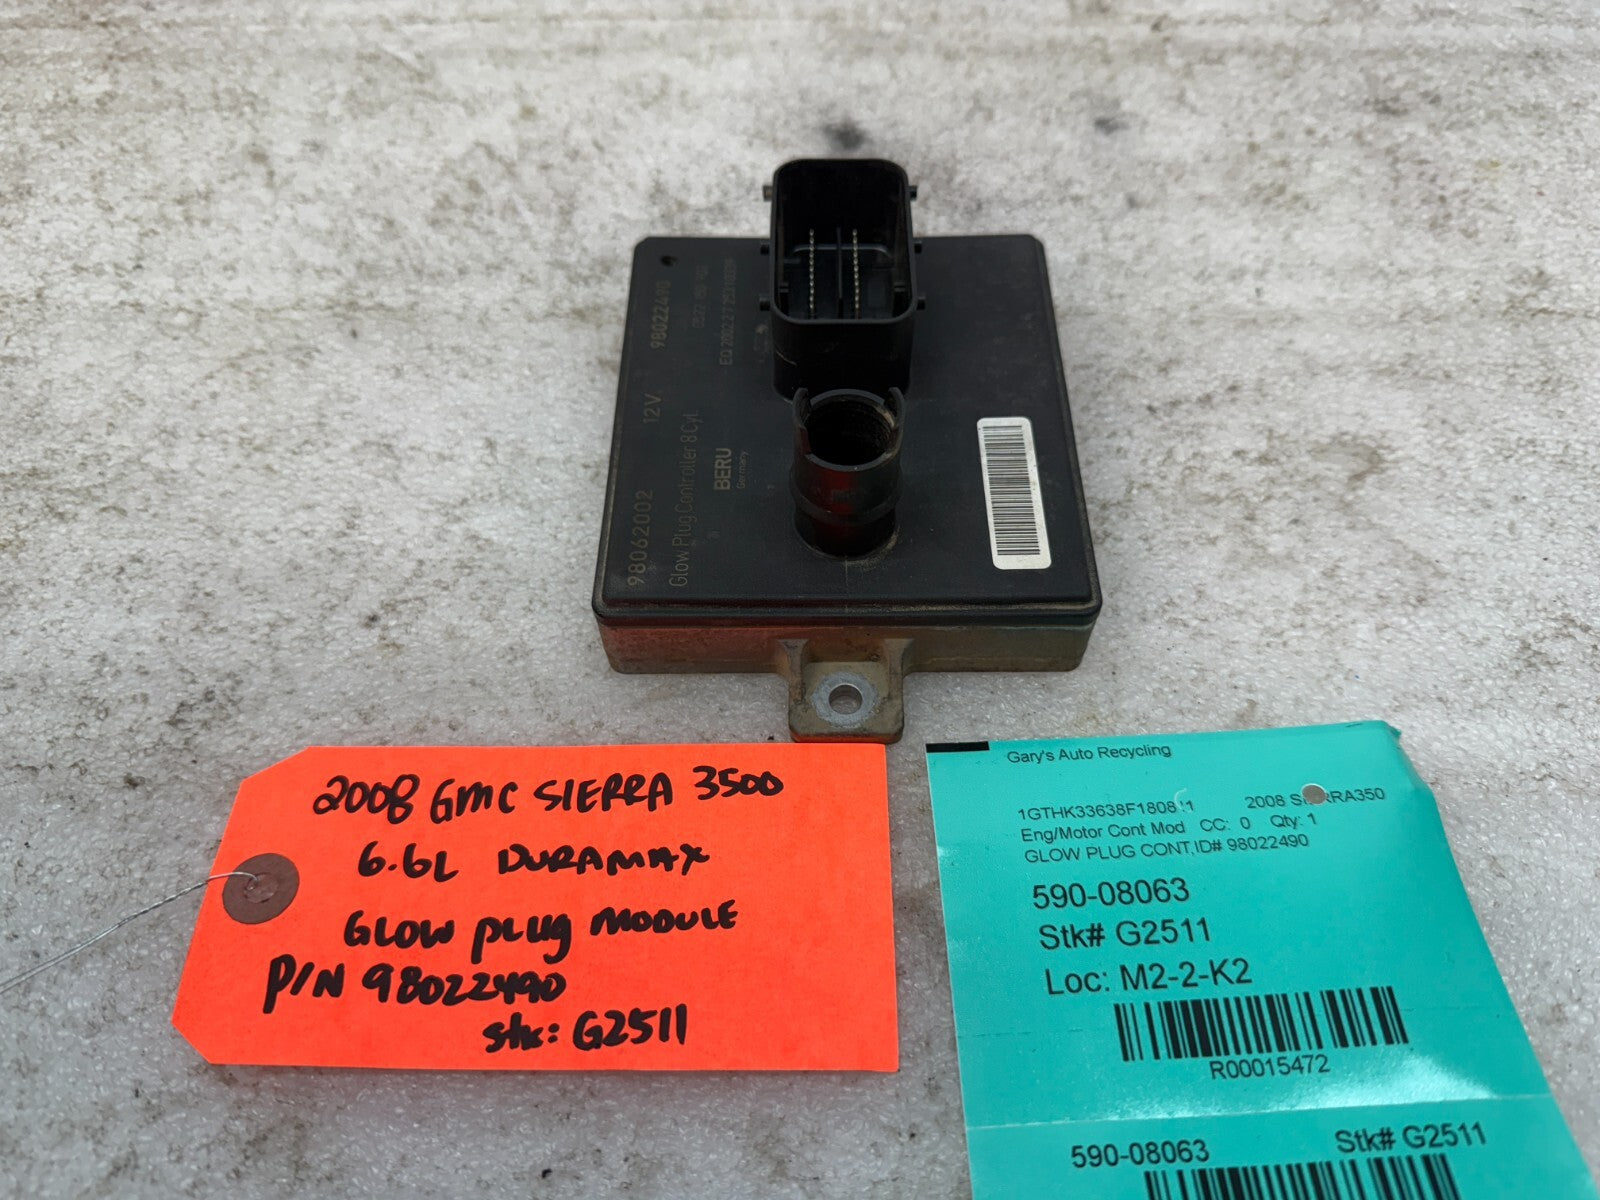 98062002 12V 98022490
Glow Plug Controller 8 Cyl.
BERU
Germany
2008 GMC SIERRA 3500
6.6L DURAMAX
GLOW PLUG MODULE
P/N 98022490
stk: G2511
Gary's Auto Recycling
2008
Eng/Motor Cont Mod CC: 0 Qty: 1
GLOW PLUG CONT,ID# 98022490
590-08063
Stk# G2511
Loc: M2-2-K2
R00015472
590-08063 Stk# G2511